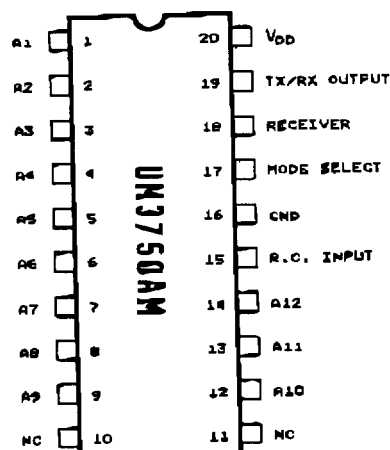 A1 1 20 VDD
A2 2 19 TX/RX OUTPUT
A3 3 18 RECEIVER
A4 4 17 MODE SELECT
A5 5 16 GND
A6 6 15 R.C. INPUT
A7 7 14 A12
A8 8 13 A11
A9 9 12 A10
NC 10 11 NC
UM3750AM